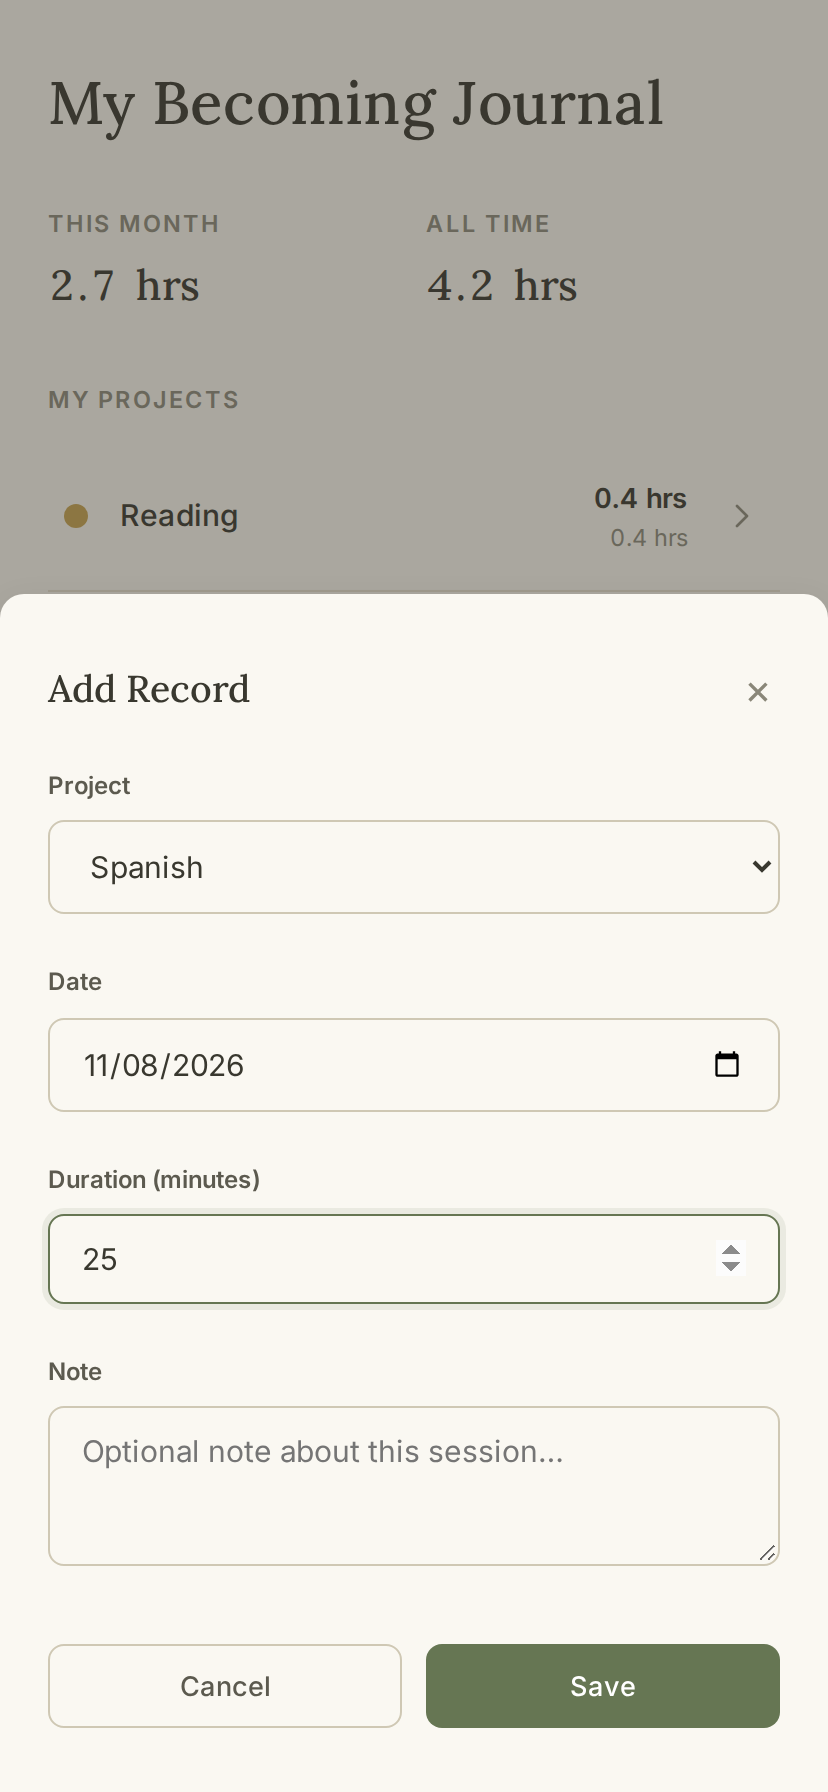 My Becoming Journal
THIS MONTH
ALL TIME
2.7 hrs
4.2 hrs
MY PROJECTS
Reading
0.4 hrs
0.4 hrs
Add Record
Project
Spanish
Date
11/08/2026
Duration (minutes)
25
Note
Optional note about this session...
Cancel
Save